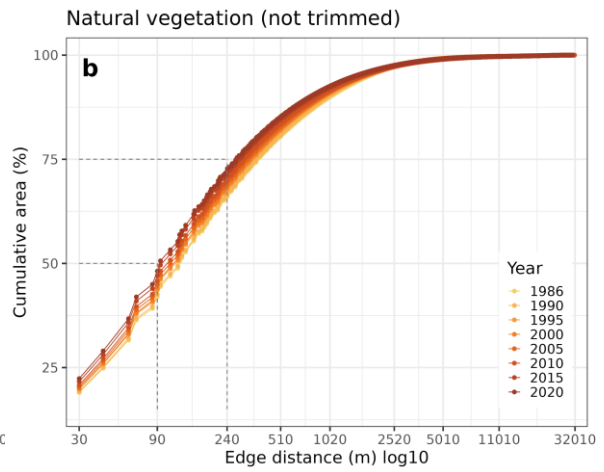 Natural vegetation (not trimmed)
b
Cumulative area (%)
100
75
50
25
Year
1986
1990
1995
2000
2005
2010
2015
2020
0
30 90 240 510 1020 2520 5010 11010 32010
Edge distance (m) log10